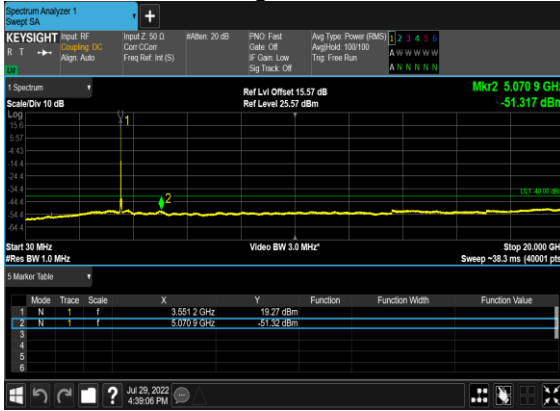 Spectrum Analyzer 1
Swept SA
+
KEYSIGHT Input: RF Input Z: 50 Ω #Atten: 20 dB PNO: Fast Avg Type: Power (RMS) 1 2 3 4 5 6
R T Coupling: DC Corr CCorr Gate: Off Avg|Hold: 100/100 A W W W W W
Align: Auto Freq Ref: Int (S) IF Gain: Low Trig: Free Run
Sig Track: Off A N N N N N
1 Spectrum Ref Lvl Offset 15.57 dB Mkr2 5.070 9 GHz
Scale/Div 10 dB Ref Level 25.57 dBm -51.317 dBm
Log
15.6
5.57
-4.43
-14.4
-24.4
-34.4
-44.4
-54.4
-64.4
1
2
DL1 -40.00 dBm
Start 30 MHz Video BW 3.0 MHz* Stop 20.000 GHz
#Res BW 1.0 MHz Sweep ~38.3 ms (40001 pts)
5 Marker Table
Mode Trace Scale X Y Function Function Width Function Value
1 N 1 f 3.551 2 GHz 19.27 dBm
2 N 1 f 5.070 9 GHz -51.32 dBm
3
4
5
6
? Jul 29, 2022
4:39:06 PM